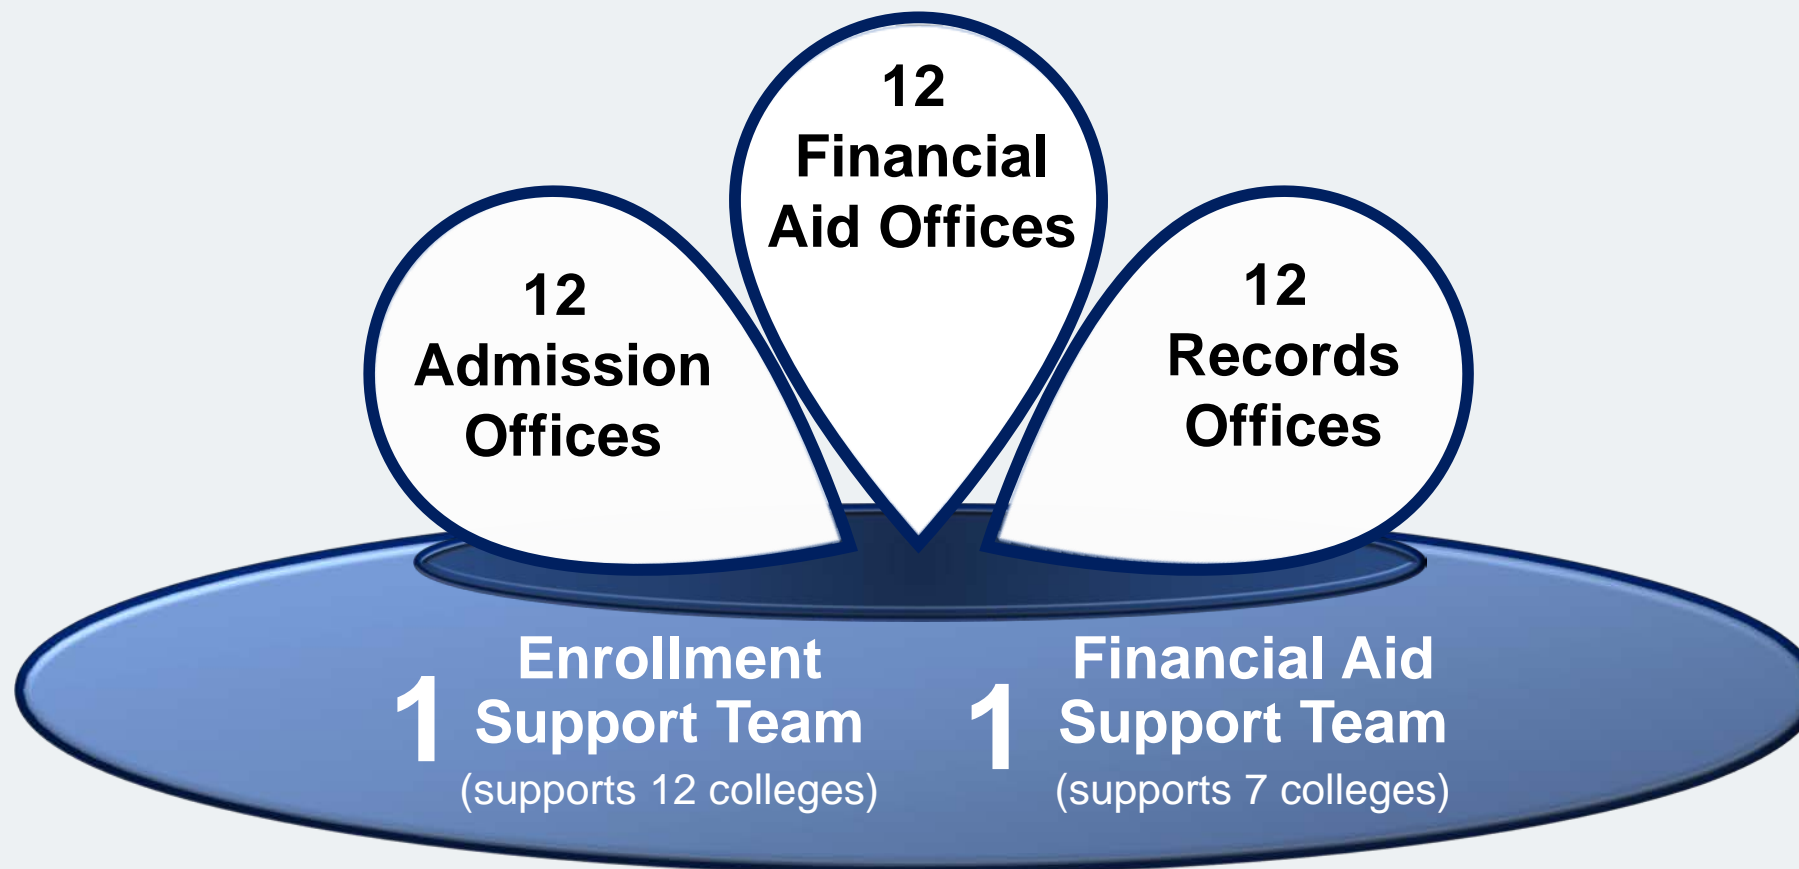 12
Financial
Aid Offices
12
Admission
Offices
12
Records
Offices
1
Enrollment
Support Team
(supports 12 colleges)
1
Financial Aid
Support Team
(supports 7 colleges)